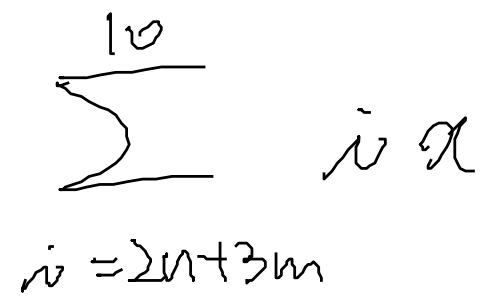 10
∑ i x
i = 2n+3m